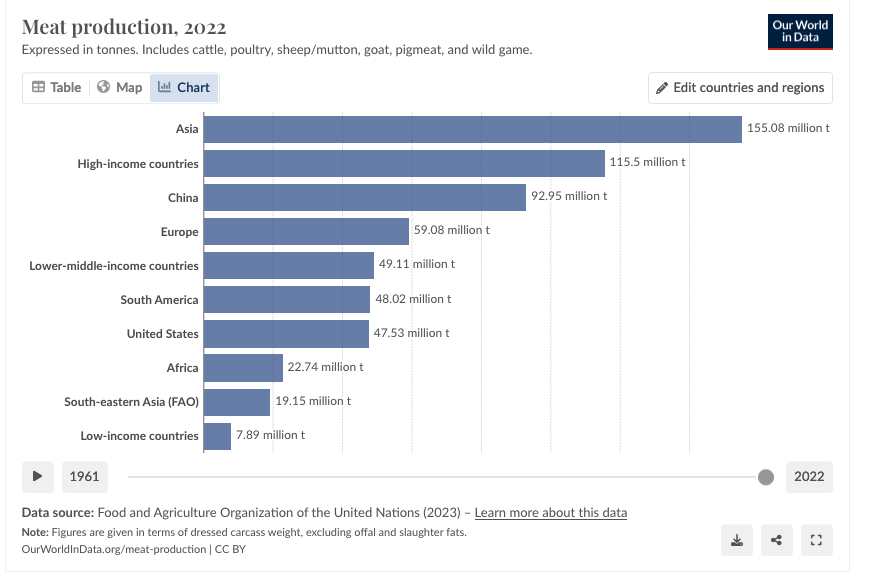 Meat production, 2022
Our World
in Data
Expressed in tonnes. Includes cattle, poultry, sheep/mutton, goat, pigmeat, and wild game.
Table Map Chart Edit countries and regions
Asia 155.08 million t
High-income countries 115.5 million t
China 92.95 million t
Europe 59.08 million t
Lower-middle-income countries 49.11 million t
South America 48.02 million t
United States 47.53 million t
Africa 22.74 million t
South-eastern Asia (FAO) 19.15 million t
Low-income countries 7.89 million t
1961 2022
Data source: Food and Agriculture Organization of the United Nations (2023) – Learn more about this data
Note: Figures are given in terms of dressed carcass weight, excluding offal and slaughter fats.
OurWorldInData.org/meat-production | CC BY